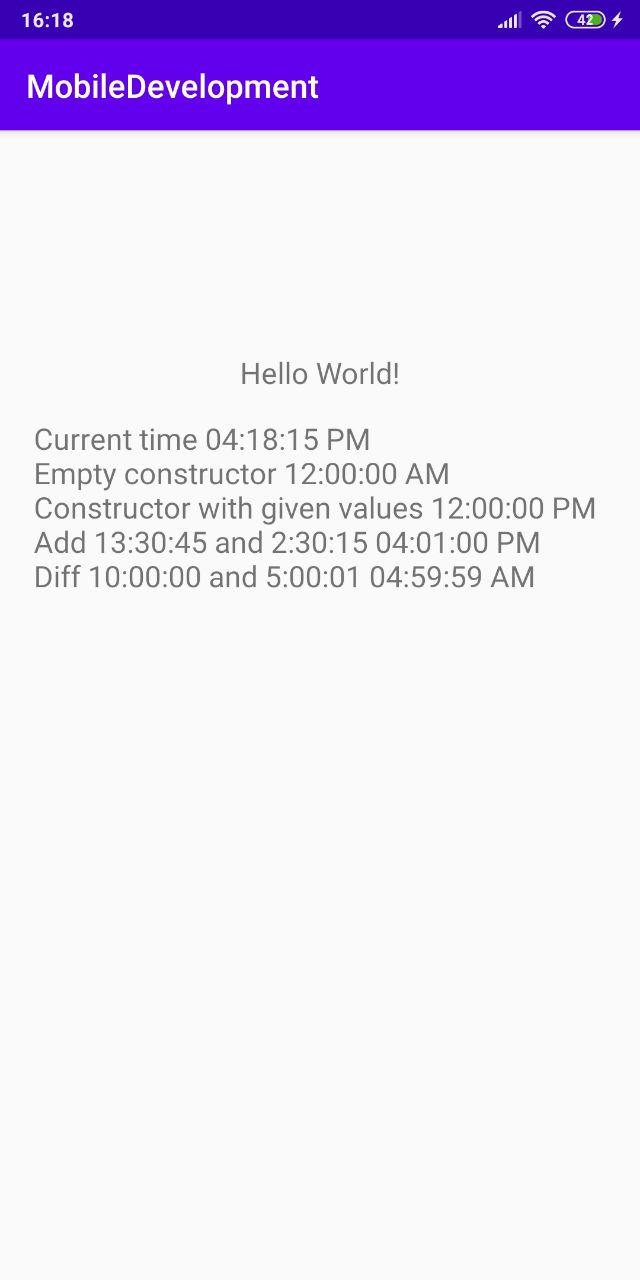 16:18 42
MobileDevelopment
Hello World!
Current time 04:18:15 PM
Empty constructor 12:00:00 AM
Constructor with given values 12:00:00 PM
Add 13:30:45 and 2:30:15 04:01:00 PM
Diff 10:00:00 and 5:00:01 04:59:59 AM